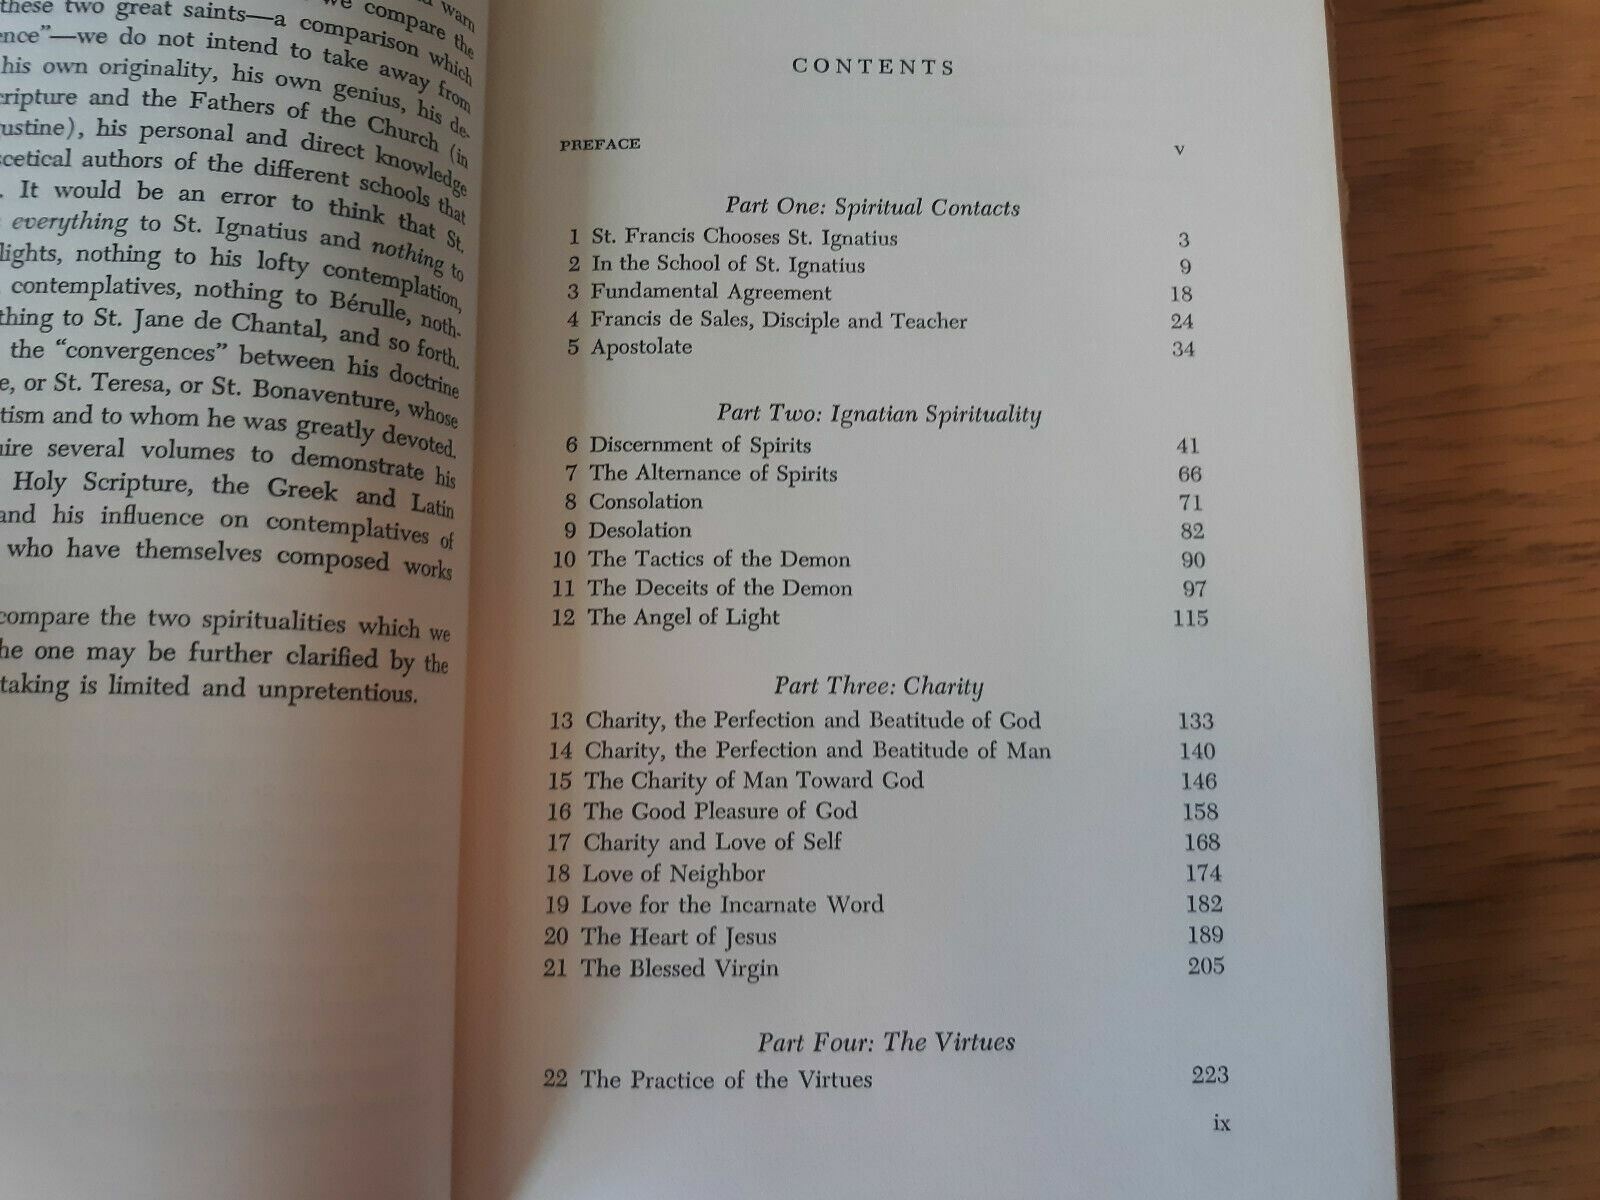 warn
we compare the
these two great saints—a comparison which
ence”—we do not intend to take away from
his own originality, his own genius, his de-
cripture and the Fathers of the Church (in
ustine), his personal and direct knowledge
cetical authors of the different schools that
. It would be an error to think that St.
everything to St. Ignatius and nothing to
lights, nothing to his lofty contemplation,
contemplatives, nothing to Bérulle, noth-
thing to St. Jane de Chantal, and so forth.
the “convergences” between his doctrine
e, or St. Teresa, or St. Bonaventure, whose
tism and to whom he was greatly devoted.
uire several volumes to demonstrate his
Holy Scripture, the Greek and Latin
and his influence on contemplatives of
who have themselves composed works
compare the two spiritualities which we
he one may be further clarified by the
taking is limited and unpretentious.
CONTENTS
PREFACE v
Part One: Spiritual Contacts
1 St. Francis Chooses St. Ignatius 3
2 In the School of St. Ignatius 9
3 Fundamental Agreement 18
4 Francis de Sales, Disciple and Teacher 24
5 Apostolate 34
Part Two: Ignatian Spirituality
6 Discernment of Spirits 41
7 The Alternance of Spirits 66
8 Consolation 71
9 Desolation 82
10 The Tactics of the Demon 90
11 The Deceits of the Demon 97
12 The Angel of Light 115
Part Three: Charity
13 Charity, the Perfection and Beatitude of God 133
14 Charity, the Perfection and Beatitude of Man 140
15 The Charity of Man Toward God 146
16 The Good Pleasure of God 158
17 Charity and Love of Self 168
18 Love of Neighbor 174
19 Love for the Incarnate Word 182
20 The Heart of Jesus 189
21 The Blessed Virgin 205
Part Four: The Virtues
22 The Practice of the Virtues 223
ix